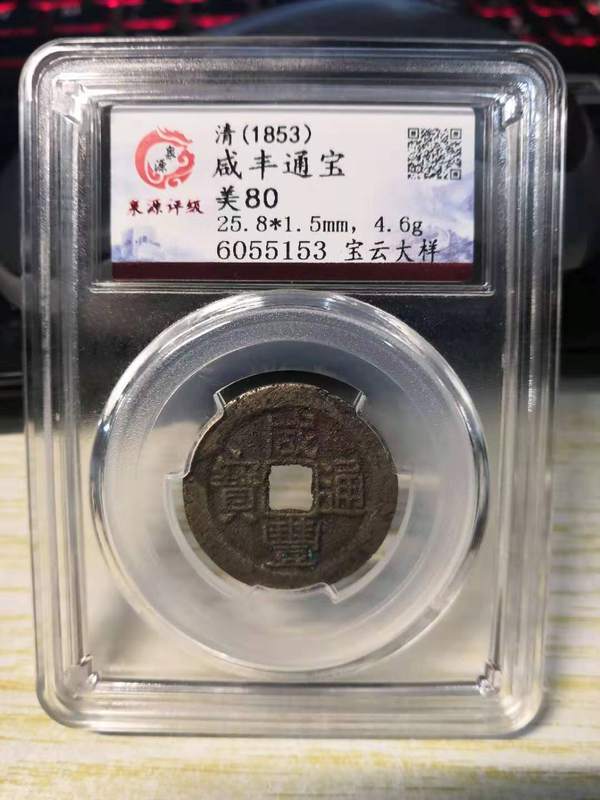 清(1853)
咸丰通宝
美80
25.8*1.5mm, 4.6g
6055153 宝云大样
泉源
泉源评级
咸
豐
通
寶